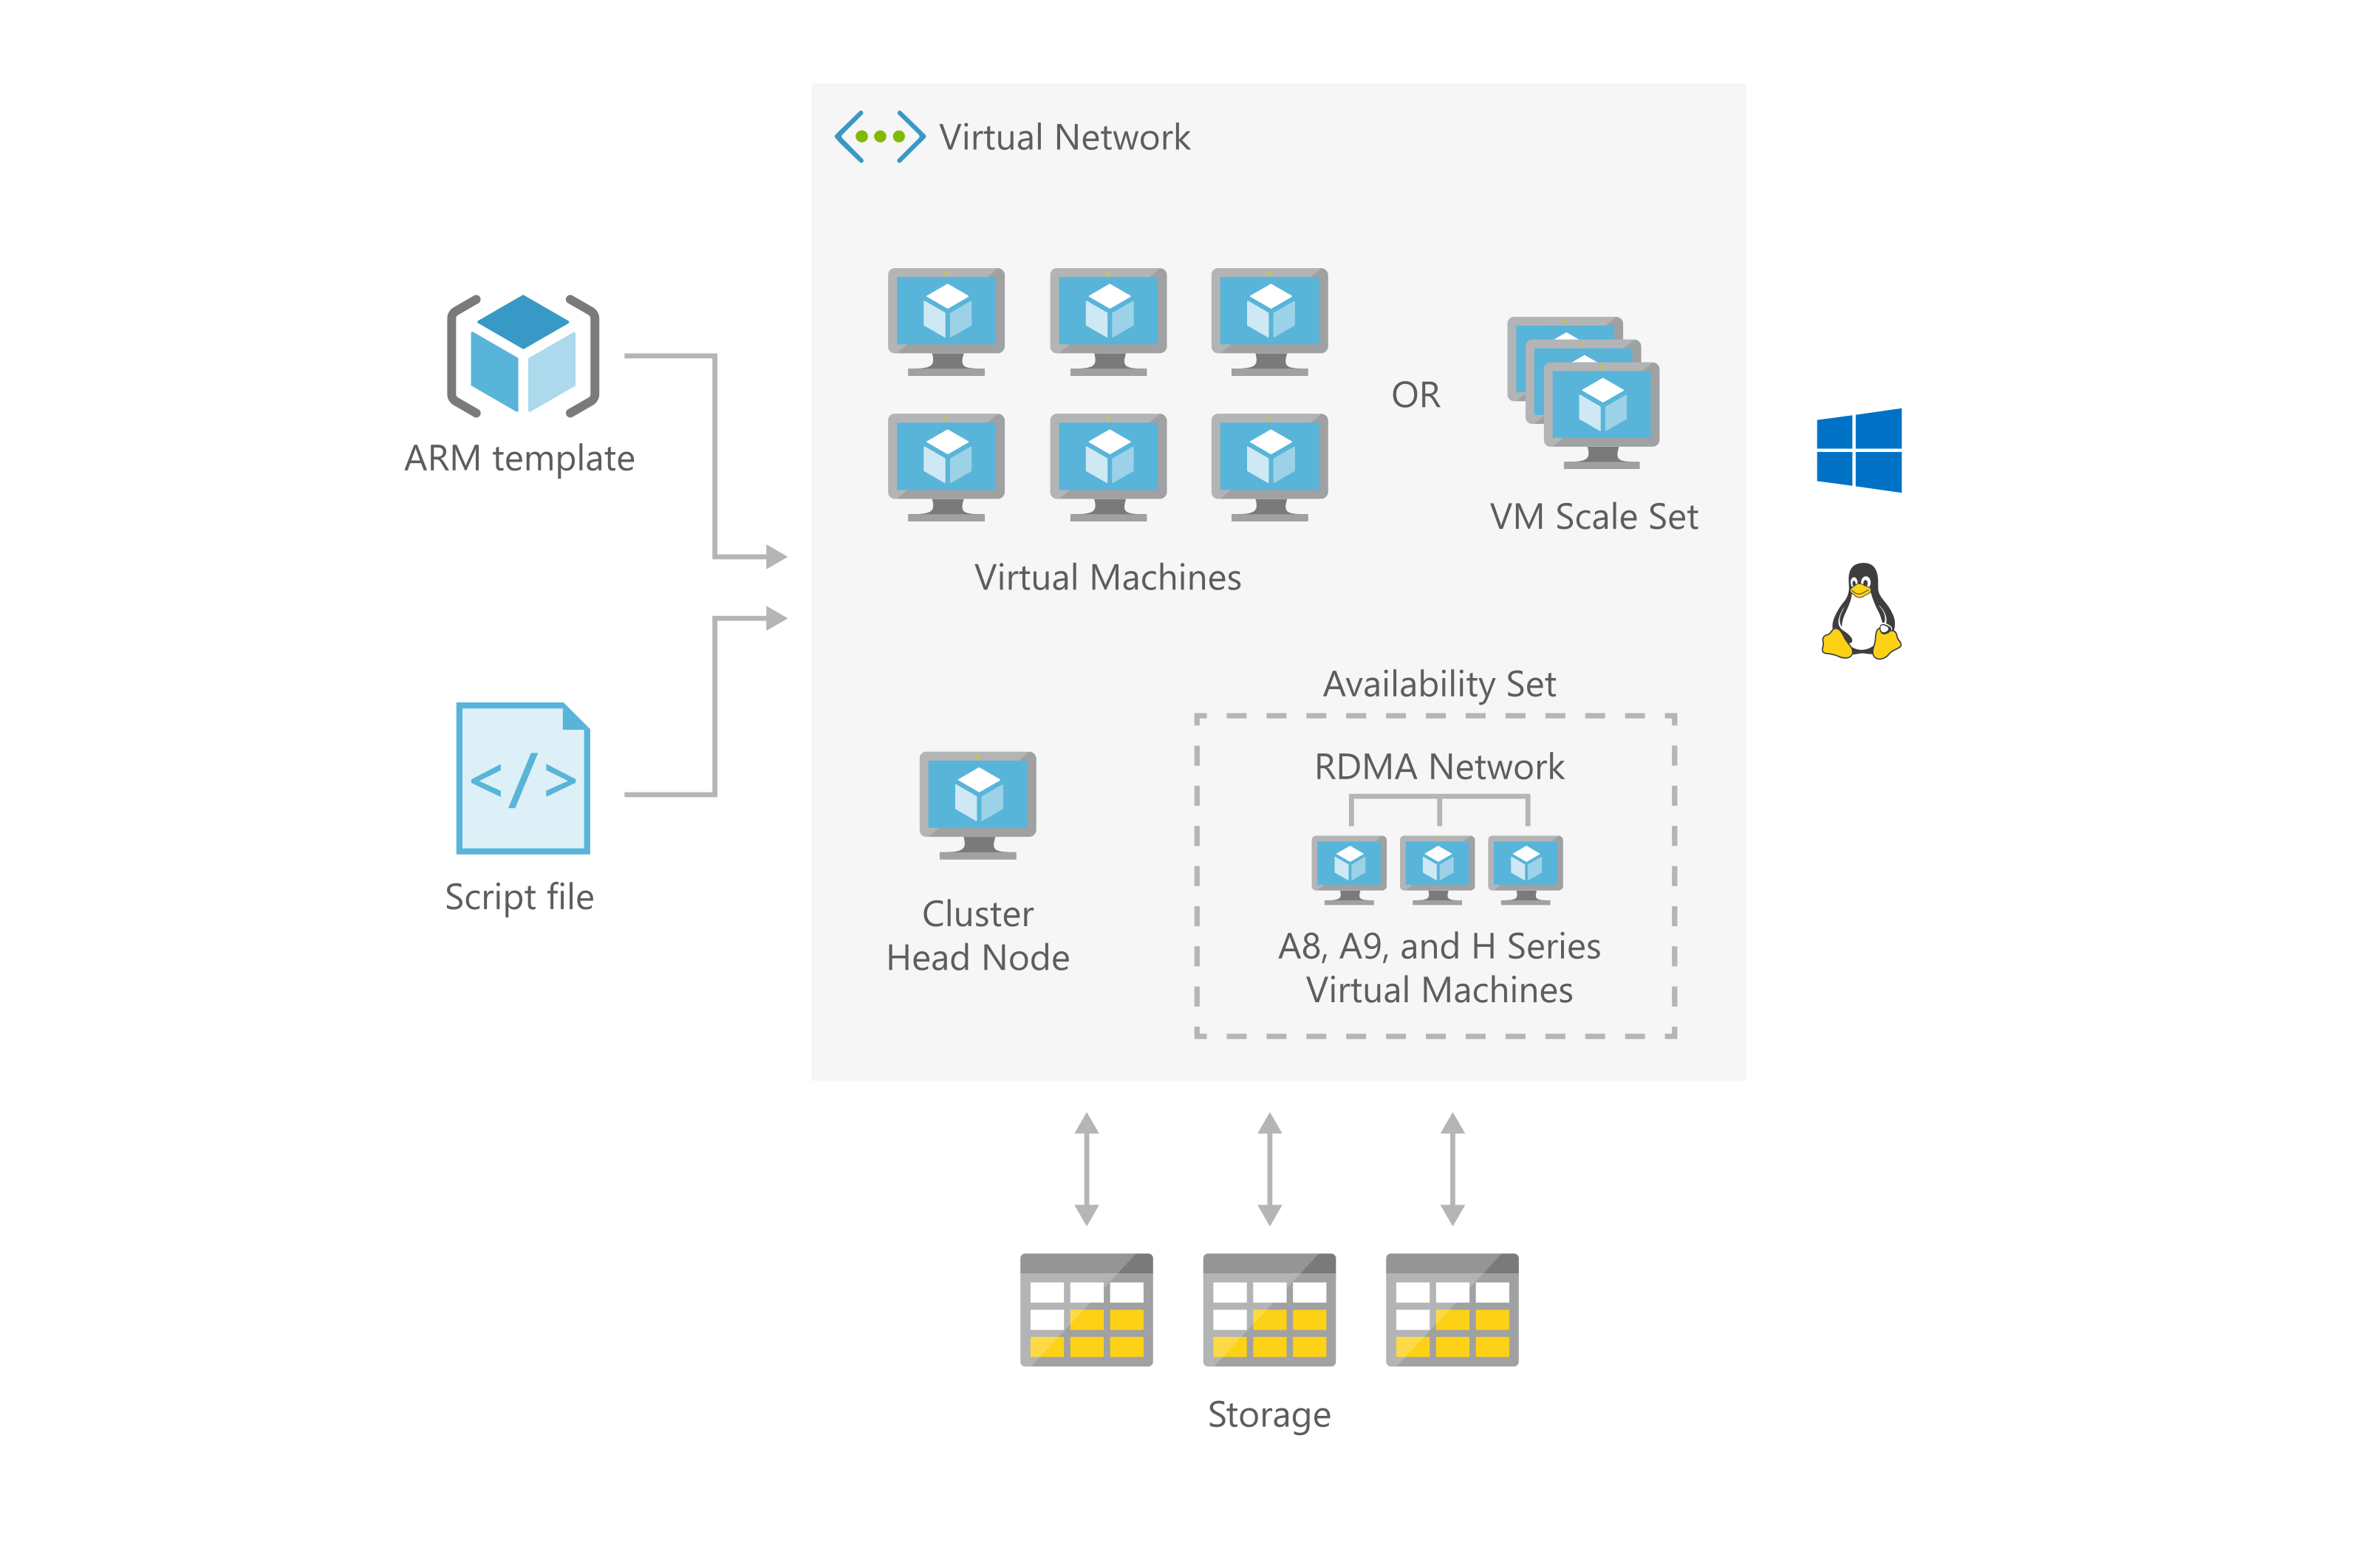 Virtual Network
ARM template
OR
VM Scale Set
Virtual Machines
Script file
Cluster
Head Node
Availability Set
RDMA Network
A8, A9, and H Series
Virtual Machines
Storage